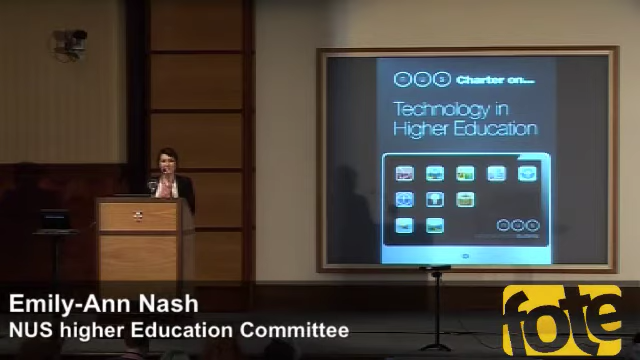 Charter on....
Technology in
Higher Education
Emily-Ann Nash
NUS higher Education Committee
fote